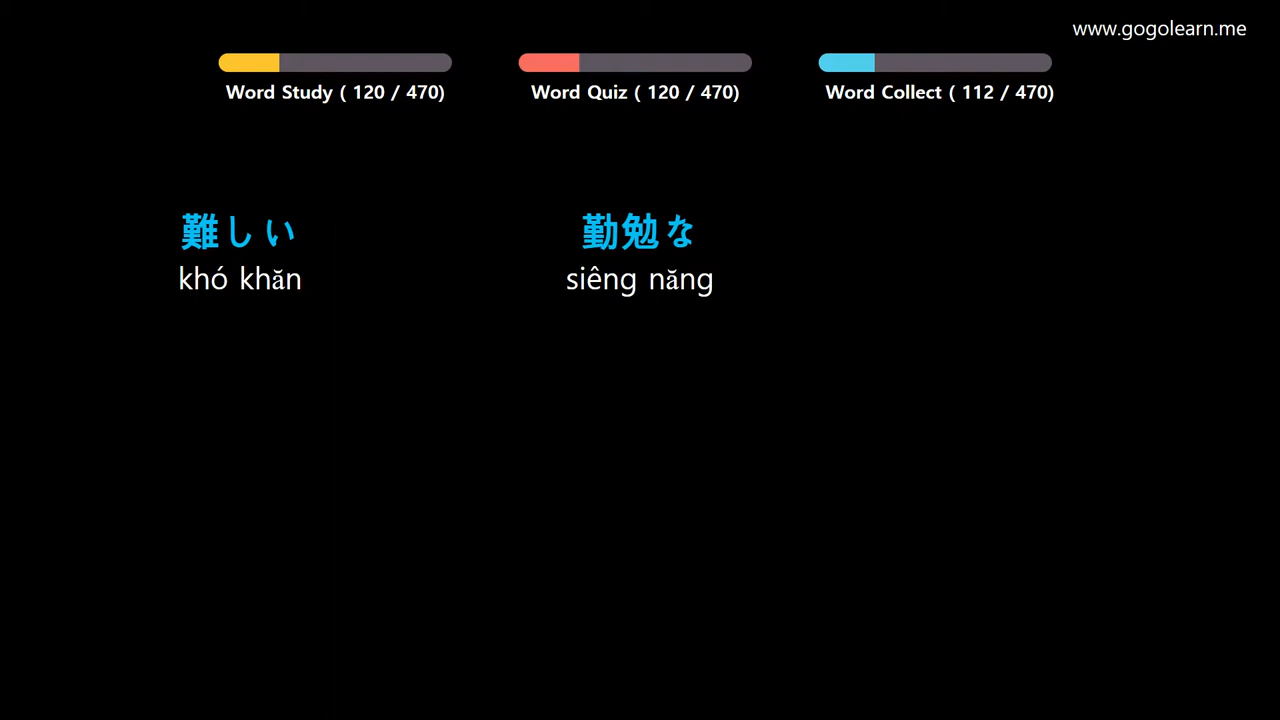 www.gogolearn.me
Word Study ( 120 / 470)
Word Quiz ( 120 / 470)
Word Collect ( 112 / 470)
難しい
khó khăn
勤勉な
siêng năng